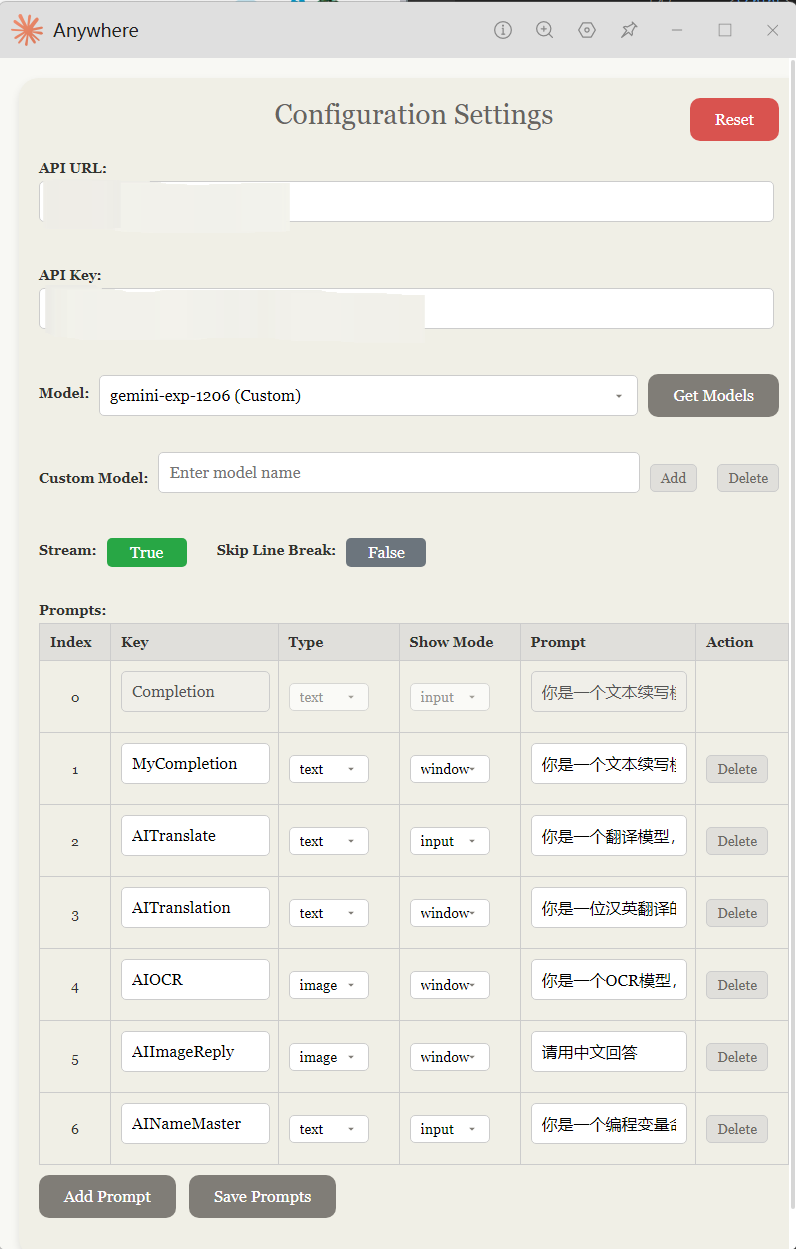 Anywhere
Configuration Settings
Reset
API URL:
API Key:
Model: gemini-exp-1206 (Custom) Get Models
Custom Model: Enter model name Add Delete
Stream: True Skip Line Break: False
Prompts:
Index Key Type Show Mode Prompt Action
0 Completion text input 你是一个文本续写
1 MyCompletion text window 你是一个文本续写 Delete
2 AITranslate text input 你是一个翻译模型, Delete
3 AITranslation text window 你是一位汉英翻译的 Delete
4 AIOCR image window 你是一个OCR模型, Delete
5 AIImageReply image window 请用中文回答 Delete
6 AINameMaster text input 你是一个编程变量 Delete
Add Prompt Save Prompts